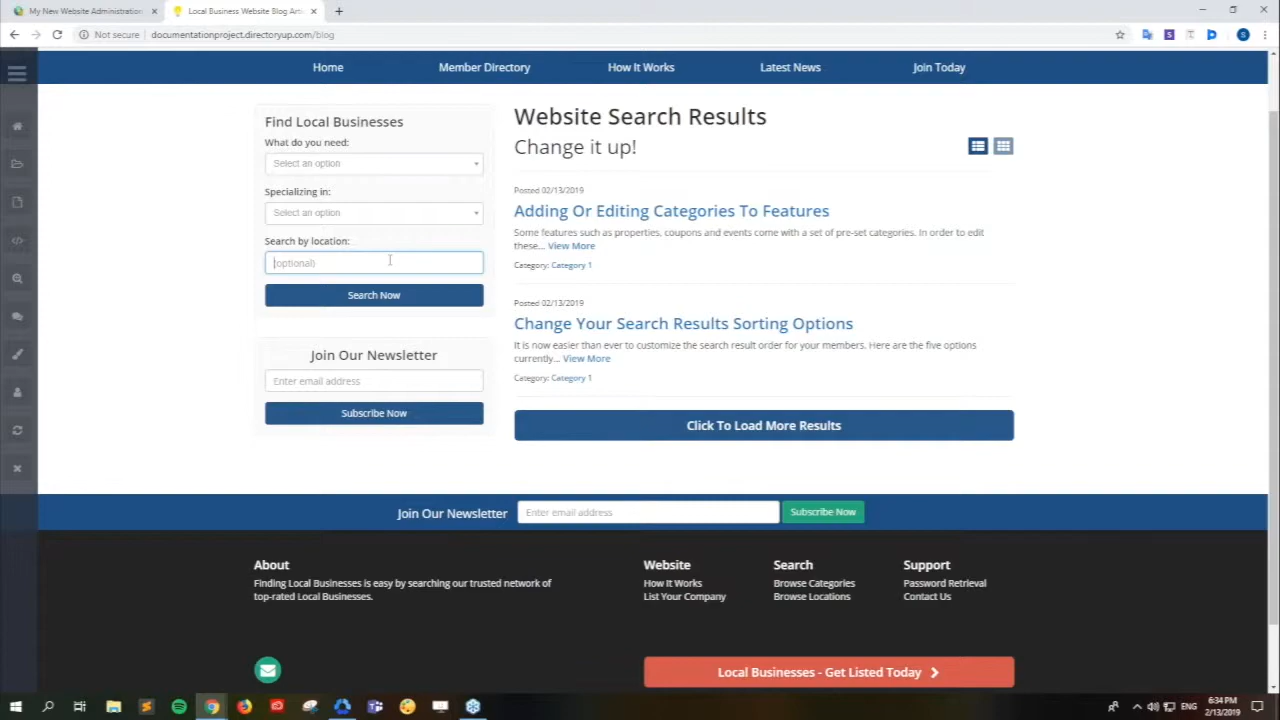 My New Website Administration
Local Business Website Blog Arti
Not secure
documentationproject.directoryup.com/blog
Home
Member Directory
How It Works
Latest News
Join Today
Find Local Businesses
What do you need:
Select an option
Specializing in:
Select an option
Search by location:
(optional)
Search Now
Join Our Newsletter
Enter email address
Subscribe Now
Website Search Results
Change it up!
Posted 02/13/2019
Adding Or Editing Categories To Features
Some features such as properties, coupons and events come with a set of pre-set categories. In order to edit
these... View More
Category: Category 1
Posted 02/13/2019
Change Your Search Results Sorting Options
It is now easier than ever to customize the search result order for your members. Here are the five options
currently... View More
Category: Category 1
Click To Load More Results
Join Our Newsletter
Enter email address
Subscribe Now
About
Finding Local Businesses is easy by searching our trusted network of
top-rated Local Businesses.
Website
How It Works
List Your Company
Search
Browse Categories
Browse Locations
Support
Password Retrieval
Contact Us
Local Businesses - Get Listed Today
ENG
6:34 PM
2/13/2019